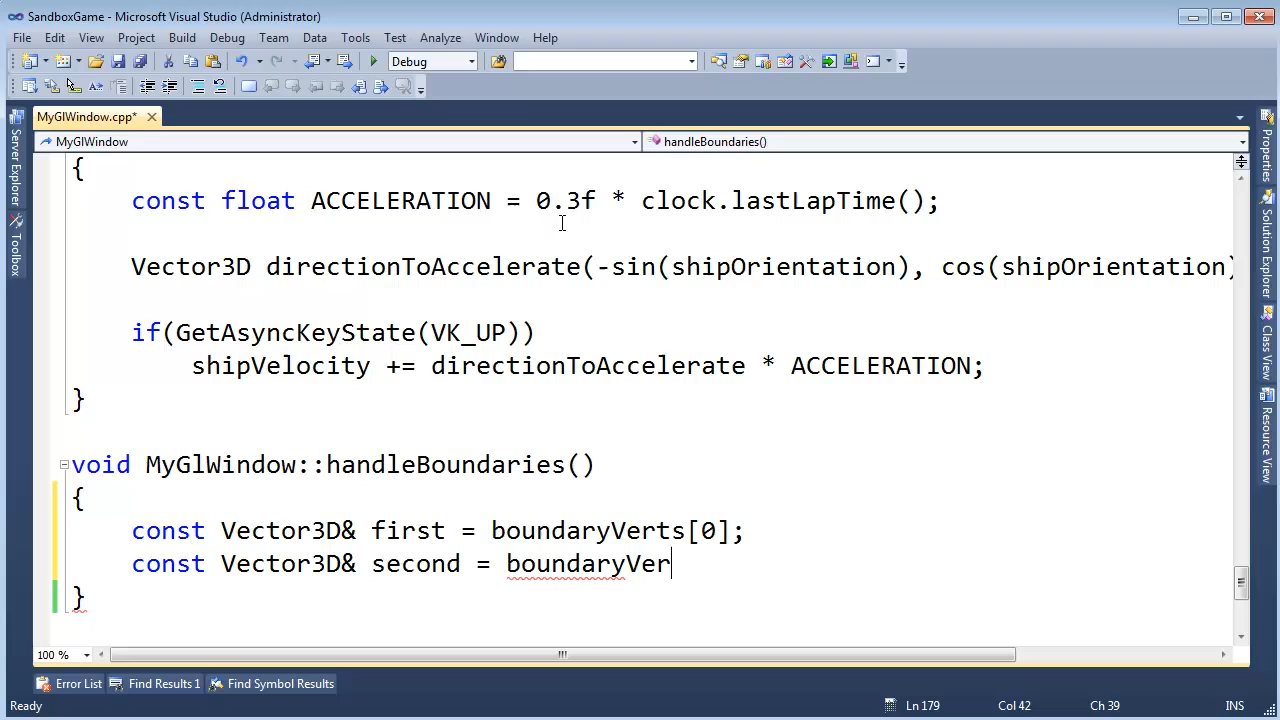 SandboxGame - Microsoft Visual Studio (Administrator)
File Edit View Project Build Debug Team Data Tools Test Analyze Window Help
Debug
MyGlWindow.cpp*
MyGlWindow handleBoundaries()
{
const float ACCELERATION = 0.3f * clock.lastLapTime();
Vector3D directionToAccelerate(-sin(shipOrientation), cos(shipOrientation)
if(GetAsyncKeyState(VK_UP))
shipVelocity += directionToAccelerate * ACCELERATION;
}
void MyGlWindow::handleBoundaries()
{
const Vector3D& first = boundaryVerts[0];
const Vector3D& second = boundaryVer
}
100 %
Error List Find Results 1 Find Symbol Results
Ready Ln 179 Col 42 Ch 39 INS
Server Explorer
Toolbox
Properties
Solution Explorer
Class View
Resource View